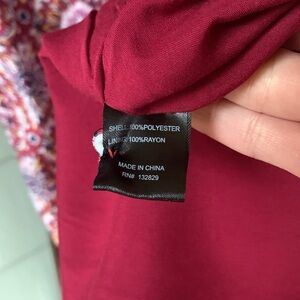 SHELL:100%POLYESTER
LINING:100%RAYON
MADE IN CHINA
RN# 132829